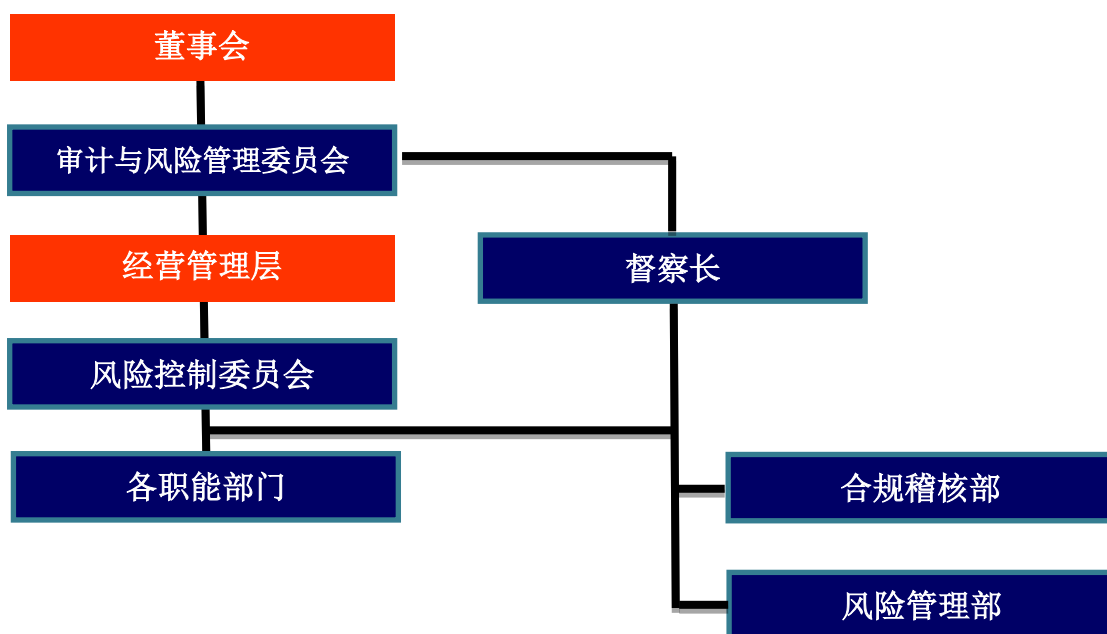 董事会
审计与风险管理委员会
经营管理层
督察长
风险控制委员会
各职能部门
合规稽核部
风险管理部